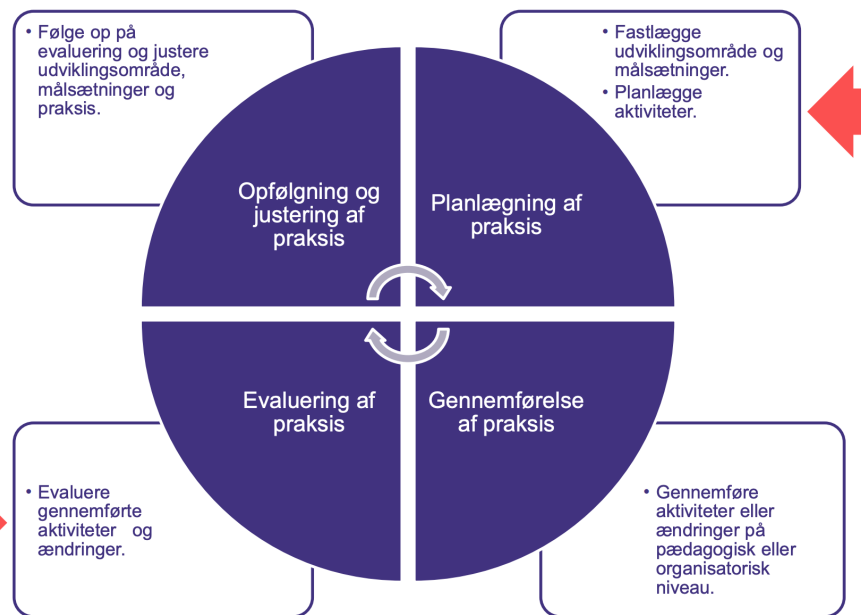 • Følge op på
evaluering og justere
udviklingsområde,
målsætninger og
praksis.
• Fastlægge
udviklingsområde og
målsætninger.
• Planlægge
aktiviteter.
Opfølgning og
justering af
praksis
Planlægning af
praksis
Evaluering af
praksis
Gennemførelse
af praksis
• Evaluere
gennemførte
aktiviteter og
ændringer.
• Gennemføre
aktiviteter eller
ændringer på
pædagogisk eller
organisatorisk
niveau.